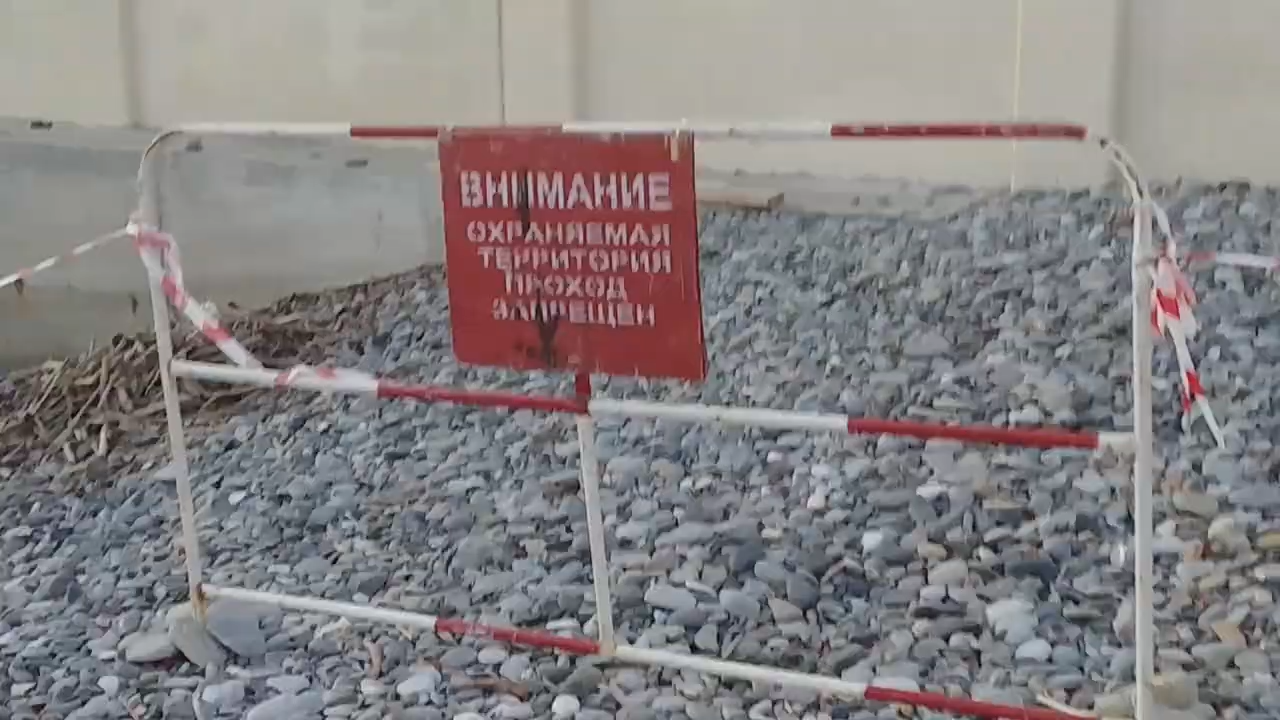 ВНИМАНИЕ
ОХРАНЯЕМАЯ
ТЕРРИТОРИЯ
ПРОХОД
ЗАПРЕЩЕН